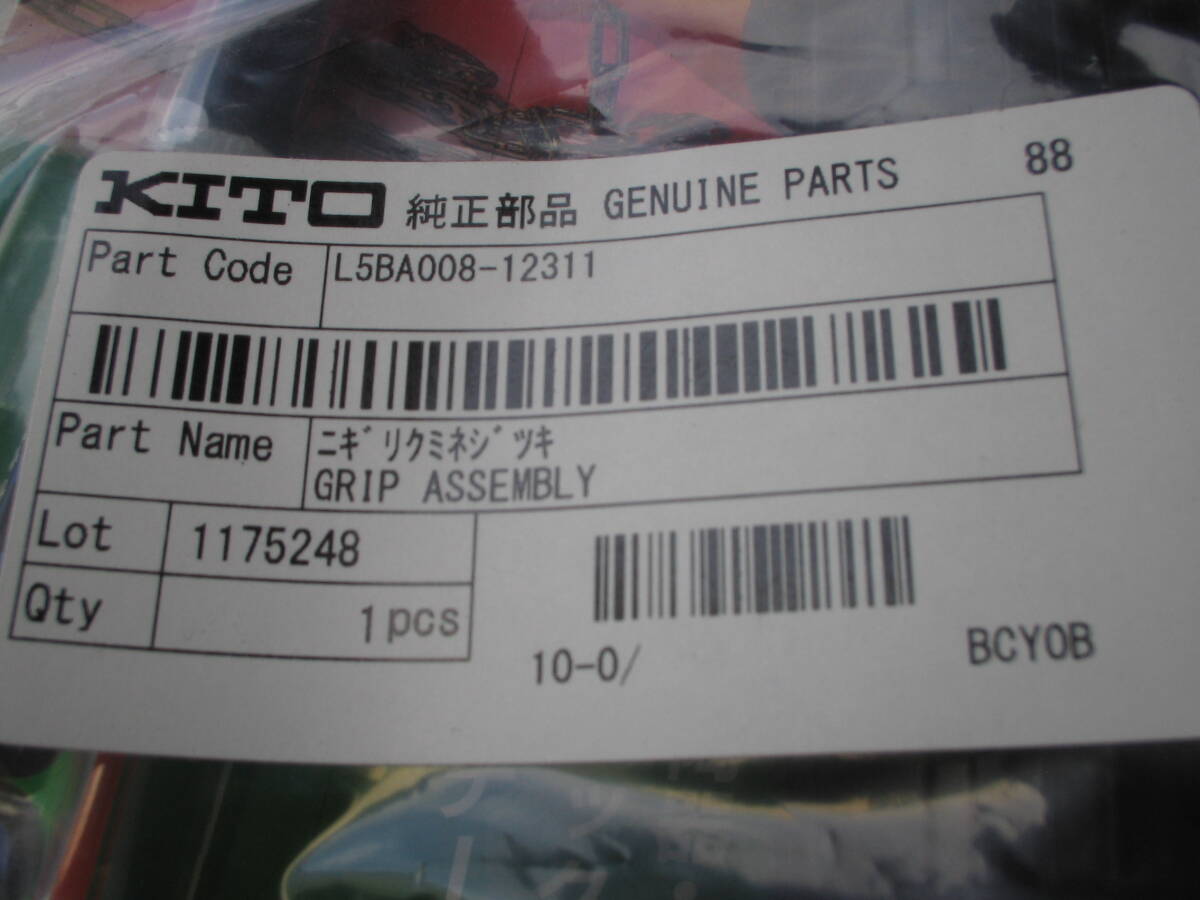 KITO 純正部品 GENUINE PARTS 88
Part Code L5BA008-12311
Part Name ニギリクミネジツキ
GRIP ASSEMBLY
Lot 1175248
Qty 1pcs
10-0/ BCY0B